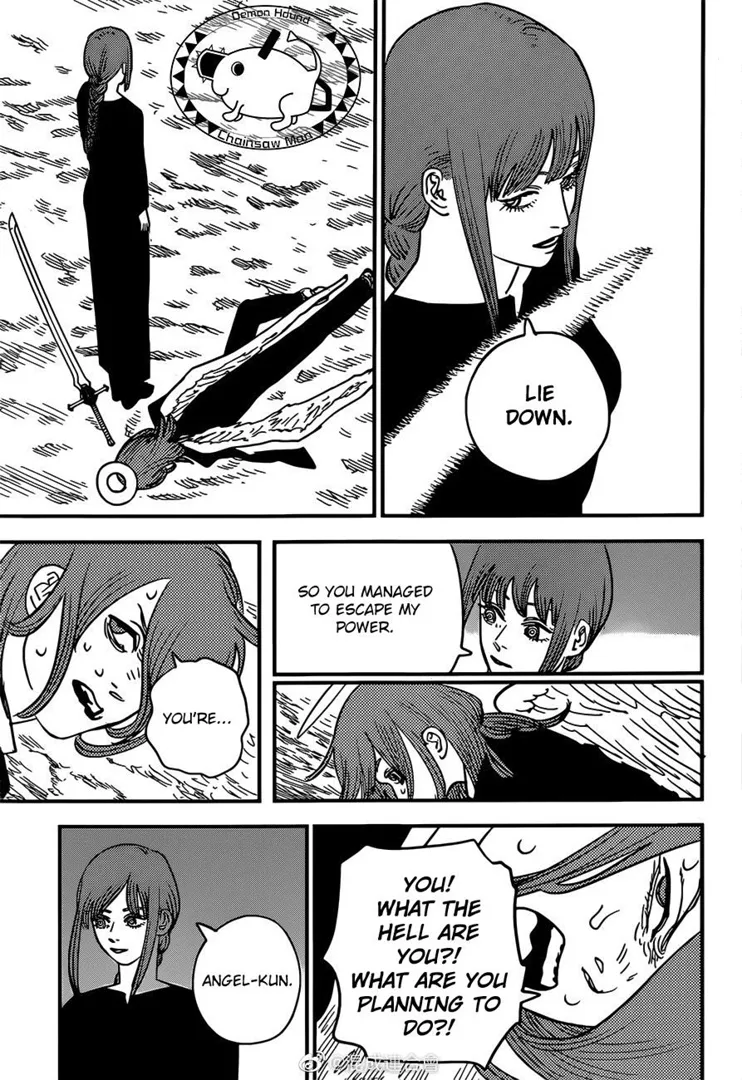 LIE
DOWN.
Demon Hound
Chainsaw Man
SO YOU MANAGED
TO ESCAPE MY
POWER.
YOU'RE...
YOU!
WHAT THE
HELL ARE
YOU?!
WHAT ARE YOU
PLANNING TO
DO?!
ANGEL-KUN.